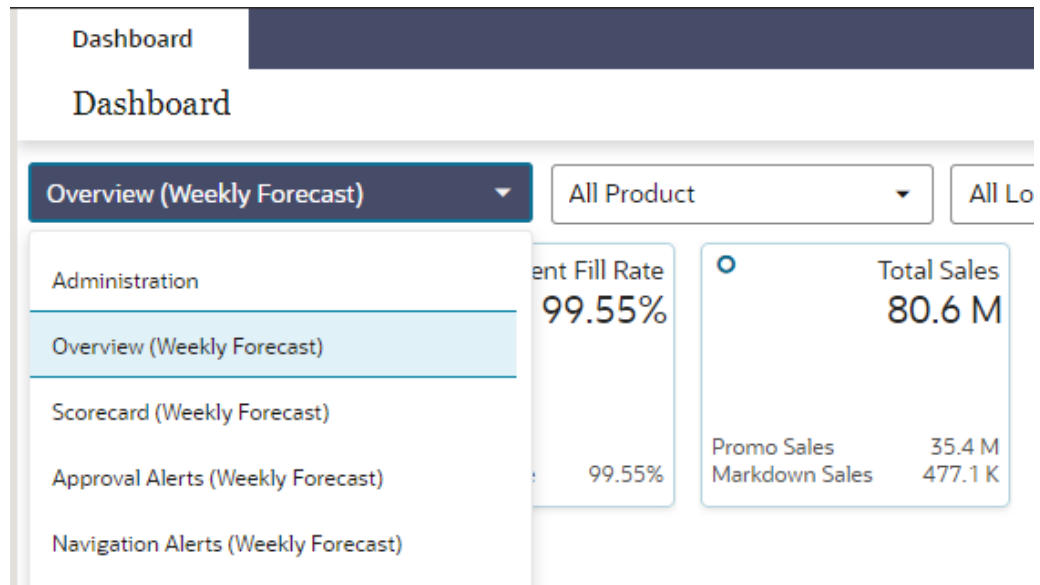 Dashboard
Dashboard
Overview (Weekly Forecast)
All Product
All Lo
Administration
Overview (Weekly Forecast)
Scorecard (Weekly Forecast)
Approval Alerts (Weekly Forecast)
Navigation Alerts (Weekly Forecast)
ent Fill Rate
99.55%
99.55%
Total Sales
80.6 M
Promo Sales 35.4 M
Markdown Sales 477.1 K